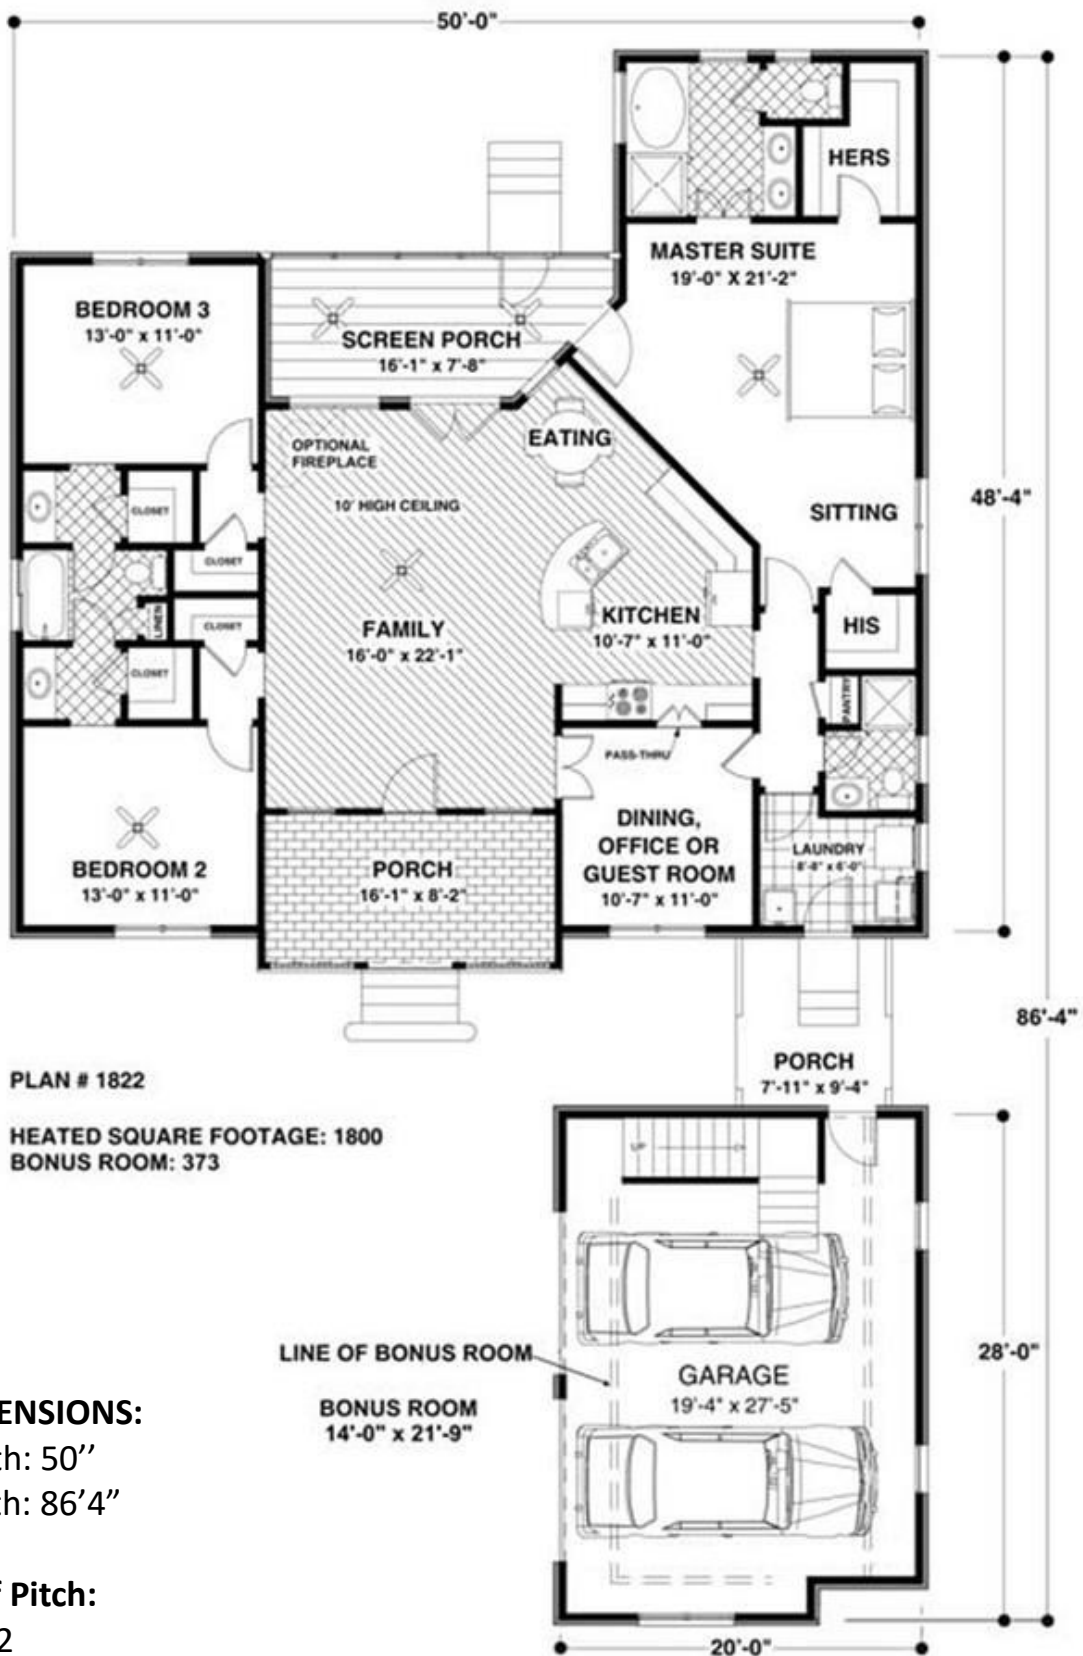 50'-0"
HERS
MASTER SUITE
19'-0" X 21'-2"
BEDROOM 3
13'-0" x 11'-0"
SCREEN PORCH
16'-1" x 7'-8"
EATING
OPTIONAL
FIREPLACE
10' HIGH CEILING
48'-4"
SITTING
CLOSET
CLOSET
LINEN
CLOSET
CLOSET
FAMILY
16'-0" x 22'-1"
KITCHEN
10'-7" x 11'-0"
HIS
PANTRY
PASS-THRU
DINING,
OFFICE OR
GUEST ROOM
10'-7" x 11'-0"
LAUNDRY
BEDROOM 2
13'-0" x 11'-0"
PORCH
16'-1" x 8'-2"
86'-4"
PORCH
7'-11" x 9'-4"
PLAN # 1822
HEATED SQUARE FOOTAGE: 1800
BONUS ROOM: 373
UP
LINE OF BONUS ROOM
BONUS ROOM
14'-0" x 21'-9"
GARAGE
19'-4" x 27'-5"
28'-0"
ENSIONS:
th: 50’’
th: 86’4”
Pitch:
2
20'-0"